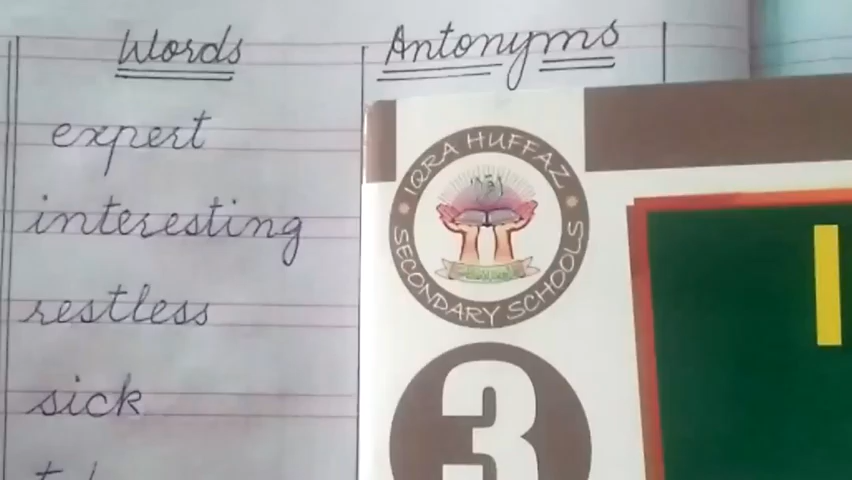 Words
Antonyms
expert
interesting
restless
sick
IQRA HUFFAZ
SECONDARY SCHOOLS
3